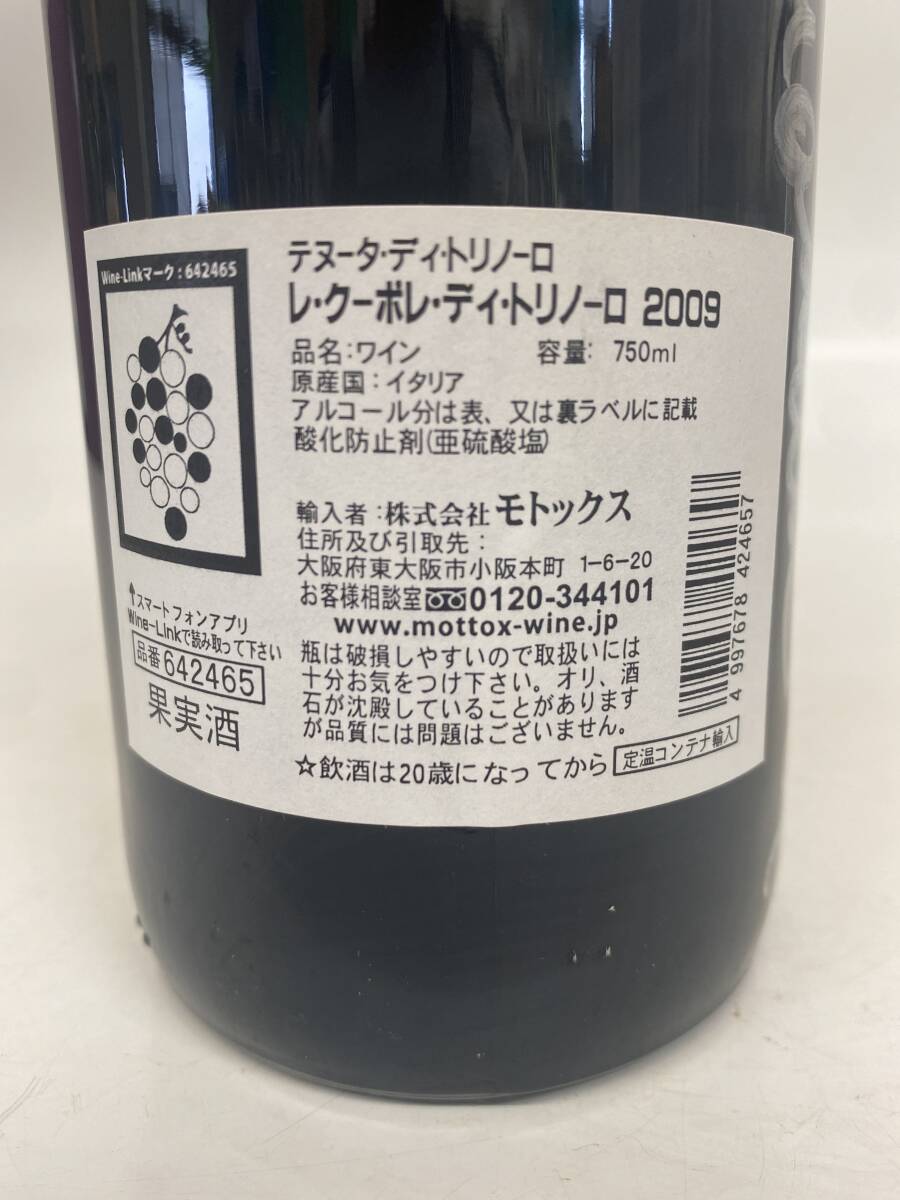 Wine-Linkマーク:642465
↑スマートフォンアプリ
Wine-Linkで読み取って下さい
品番 642465
果実酒
テヌータ・ディ・トリノーロ
レ・クーポレ・ディ・トリノーロ 2009
品名:ワイン 容量: 750ml
原産国:イタリア
アルコール分は表、又は裏ラベルに記載
酸化防止剤(亜硫酸塩)
輸入者:株式会社 モトックス
住所及び引取先:
大阪府東大阪市小阪本町 1-6-20
お客様相談室 0120-344101
www.mottox-wine.jp
瓶は破損しやすいので取扱いには
十分お気をつけ下さい。オリ、酒
石が沈殿していることがあります
が品質には問題はございません。
☆飲酒は20歳になってから 定温コンテナ輸入
4 997678 424657